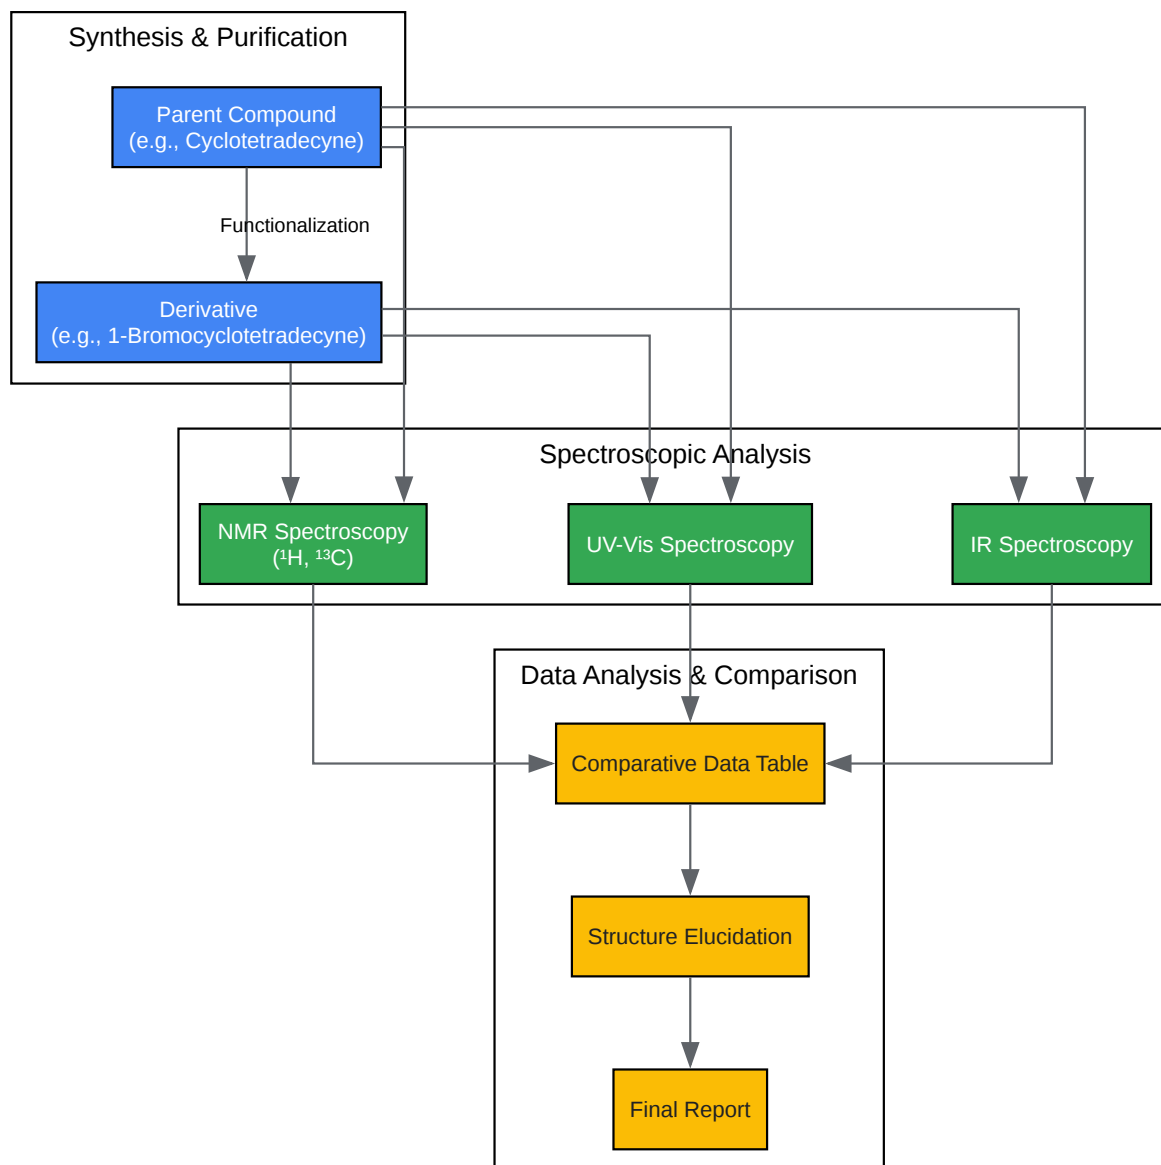 Synthesis & Purification
Parent Compound
(e.g., Cyclotetradecyne)
Functionalization
Derivative
(e.g., 1-Bromocyclotetradecyne)
Spectroscopic Analysis
NMR Spectroscopy
(¹H, ¹³C)
UV-Vis Spectroscopy
IR Spectroscopy
Data Analysis & Comparison
Comparative Data Table
Structure Elucidation
Final Report